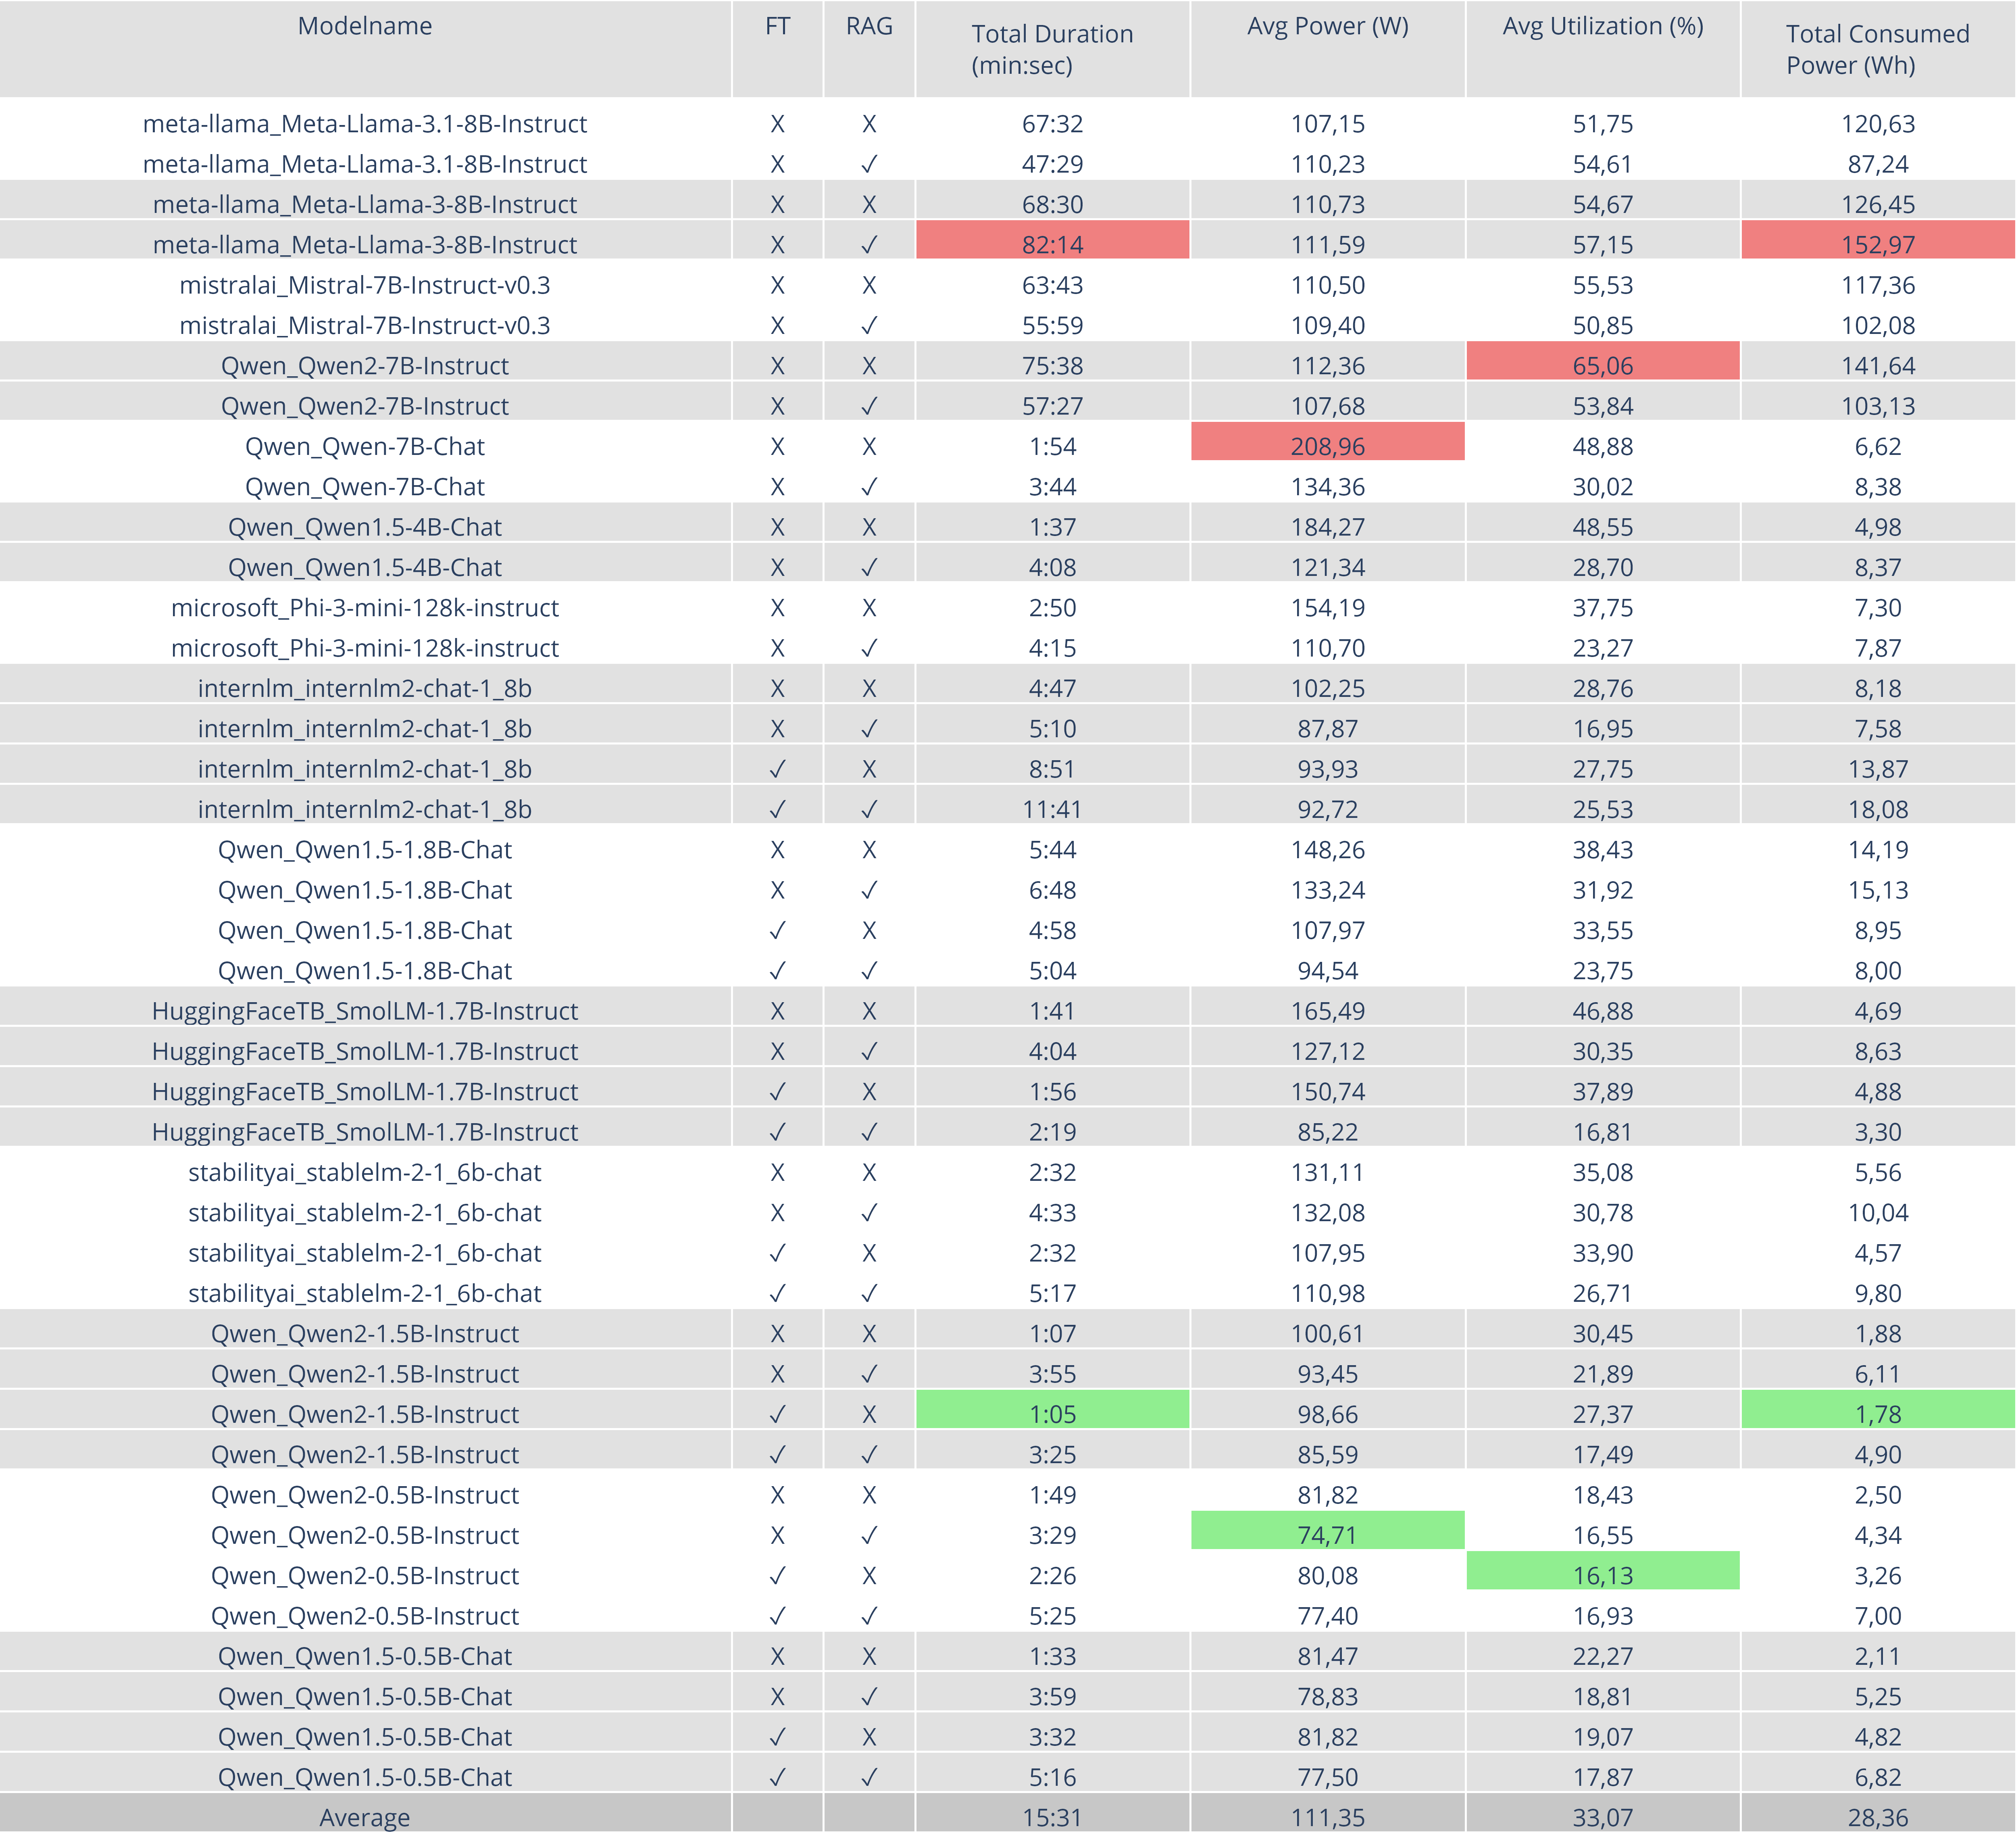 Modelname FT RAG Total Duration (min:sec) Avg Power (W) Avg Utilization (%) Total Consumed Power (Wh)
meta-llama_Meta-Llama-3.1-8B-Instruct X X 67:32 107,15 51,75 120,63
meta-llama_Meta-Llama-3.1-8B-Instruct X ✓ 47:29 110,23 54,61 87,24
meta-llama_Meta-Llama-3-8B-Instruct X X 68:30 110,73 54,67 126,45
meta-llama_Meta-Llama-3-8B-Instruct X ✓ 82:14 111,59 57,15 152,97
mistralai_Mistral-7B-Instruct-v0.3 X X 63:43 110,50 55,53 117,36
mistralai_Mistral-7B-Instruct-v0.3 X ✓ 55:59 109,40 50,85 102,08
Qwen_Qwen2-7B-Instruct X X 75:38 112,36 65,06 141,64
Qwen_Qwen2-7B-Instruct X ✓ 57:27 107,68 53,84 103,13
Qwen_Qwen-7B-Chat X X 1:54 208,96 48,88 6,62
Qwen_Qwen-7B-Chat X ✓ 3:44 134,36 30,02 8,38
Qwen_Qwen1.5-4B-Chat X X 1:37 184,27 48,55 4,98
Qwen_Qwen1.5-4B-Chat X ✓ 4:08 121,34 28,70 8,37
microsoft_Phi-3-mini-128k-instruct X X 2:50 154,19 37,75 7,30
microsoft_Phi-3-mini-128k-instruct X ✓ 4:15 110,70 23,27 7,87
internlm_internlm2-chat-1_8b X X 4:47 102,25 28,76 8,18
internlm_internlm2-chat-1_8b X ✓ 5:10 87,87 16,95 7,58
internlm_internlm2-chat-1_8b ✓ X 8:51 93,93 27,75 13,87
internlm_internlm2-chat-1_8b ✓ ✓ 11:41 92,72 25,53 18,08
Qwen_Qwen1.5-1.8B-Chat X X 5:44 148,26 38,43 14,19
Qwen_Qwen1.5-1.8B-Chat X ✓ 6:48 133,24 31,92 15,13
Qwen_Qwen1.5-1.8B-Chat ✓ X 4:58 107,97 33,55 8,95
Qwen_Qwen1.5-1.8B-Chat ✓ ✓ 5:04 94,54 23,75 8,00
HuggingFaceTB_SmolLM-1.7B-Instruct X X 1:41 165,49 46,88 4,69
HuggingFaceTB_SmolLM-1.7B-Instruct X ✓ 4:04 127,12 30,35 8,63
HuggingFaceTB_SmolLM-1.7B-Instruct ✓ X 1:56 150,74 37,89 4,88
HuggingFaceTB_SmolLM-1.7B-Instruct ✓ ✓ 2:19 85,22 16,81 3,30
stabilityai_stablelm-2-1_6b-chat X X 2:32 131,11 35,08 5,56
stabilityai_stablelm-2-1_6b-chat X ✓ 4:33 132,08 30,78 10,04
stabilityai_stablelm-2-1_6b-chat ✓ X 2:32 107,95 33,90 4,57
stabilityai_stablelm-2-1_6b-chat ✓ ✓ 5:17 110,98 26,71 9,80
Qwen_Qwen2-1.5B-Instruct X X 1:07 100,61 30,45 1,88
Qwen_Qwen2-1.5B-Instruct X ✓ 3:55 93,45 21,89 6,11
Qwen_Qwen2-1.5B-Instruct ✓ X 1:05 98,66 27,37 1,78
Qwen_Qwen2-1.5B-Instruct ✓ ✓ 3:25 85,59 17,49 4,90
Qwen_Qwen2-0.5B-Instruct X X 1:49 81,82 18,43 2,50
Qwen_Qwen2-0.5B-Instruct X ✓ 3:29 74,71 16,55 4,34
Qwen_Qwen2-0.5B-Instruct ✓ X 2:26 80,08 16,13 3,26
Qwen_Qwen2-0.5B-Instruct ✓ ✓ 5:25 77,40 16,93 7,00
Qwen_Qwen1.5-0.5B-Chat X X 1:33 81,47 22,27 2,11
Qwen_Qwen1.5-0.5B-Chat X ✓ 3:59 78,83 18,81 5,25
Qwen_Qwen1.5-0.5B-Chat ✓ X 3:32 81,82 19,07 4,82
Qwen_Qwen1.5-0.5B-Chat ✓ ✓ 5:16 77,50 17,87 6,82
Average 15:31 111,35 33,07 28,36